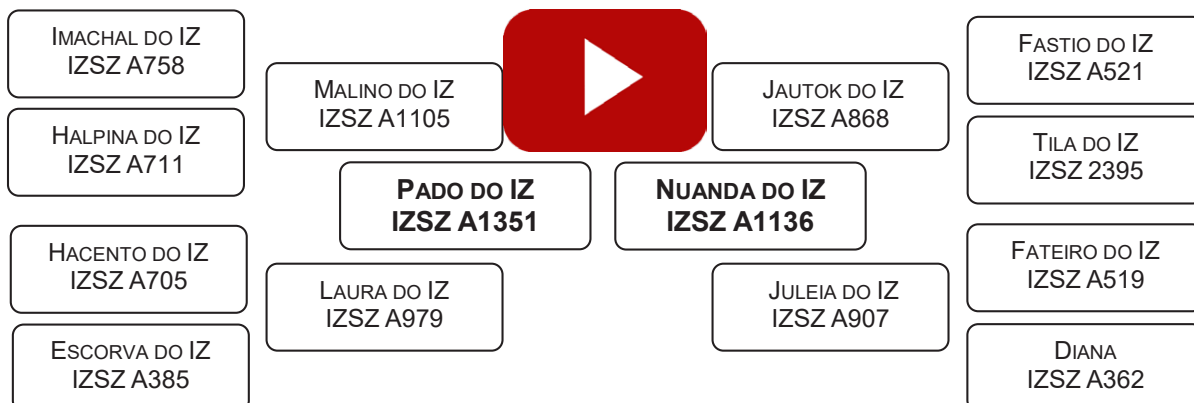 IMACHAL DO IZ
IZSZ A758
HALPINA DO IZ
IZSZ A711
HACENTO DO IZ
IZSZ A705
ESCORVA DO IZ
IZSZ A385
MALINO DO IZ
IZSZ A1105
LAURA DO IZ
IZSZ A979
PADO DO IZ
IZSZ A1351
NUANDA DO IZ
IZSZ A1136
JAUTOK DO IZ
IZSZ A868
JULEIA DO IZ
IZSZ A907
FASTIO DO IZ
IZSZ A521
TILA DO IZ
IZSZ 2395
FATEIRO DO IZ
IZSZ A519
DIANA
IZSZ A362